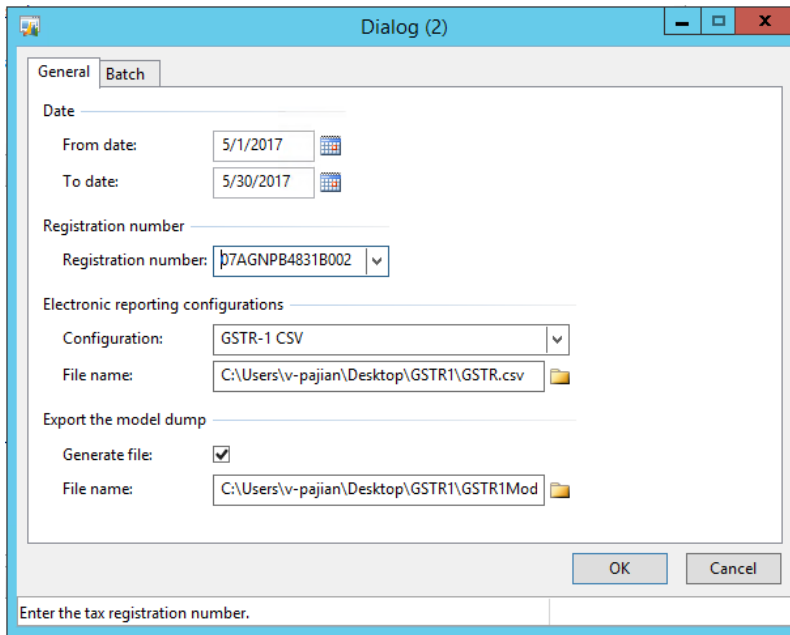 Dialog (2)
General Batch
Date
From date: 5/1/2017
To date: 5/30/2017
Registration number
Registration number: 07AGNPB4831B002
Electronic reporting configurations
Configuration: GSTR-1 CSV
File name: C:\Users\v-pajian\Desktop\GSTR1\GSTR.csv
Export the model dump
Generate file:
File name: C:\Users\v-pajian\Desktop\GSTR1\GSTR1Mod
OK Cancel
Enter the tax registration number.